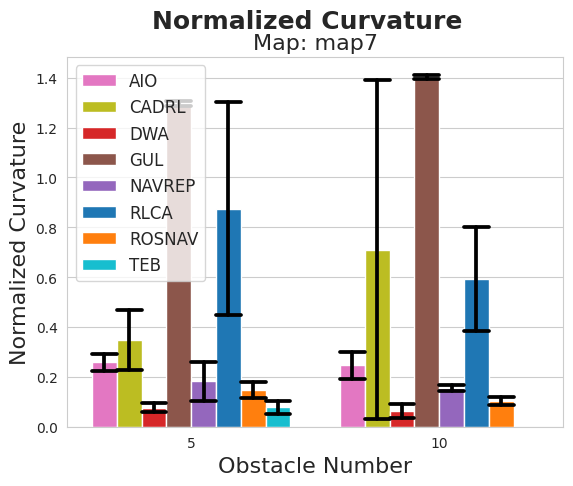 Normalized Curvature
Map: map7
Normalized Curvature
1.4
1.2
1.0
0.8
0.6
0.4
0.2
0.0
AIO
CADRL
DWA
GUL
NAVREP
RLCA
ROSNAV
TEB
5
10
Obstacle Number